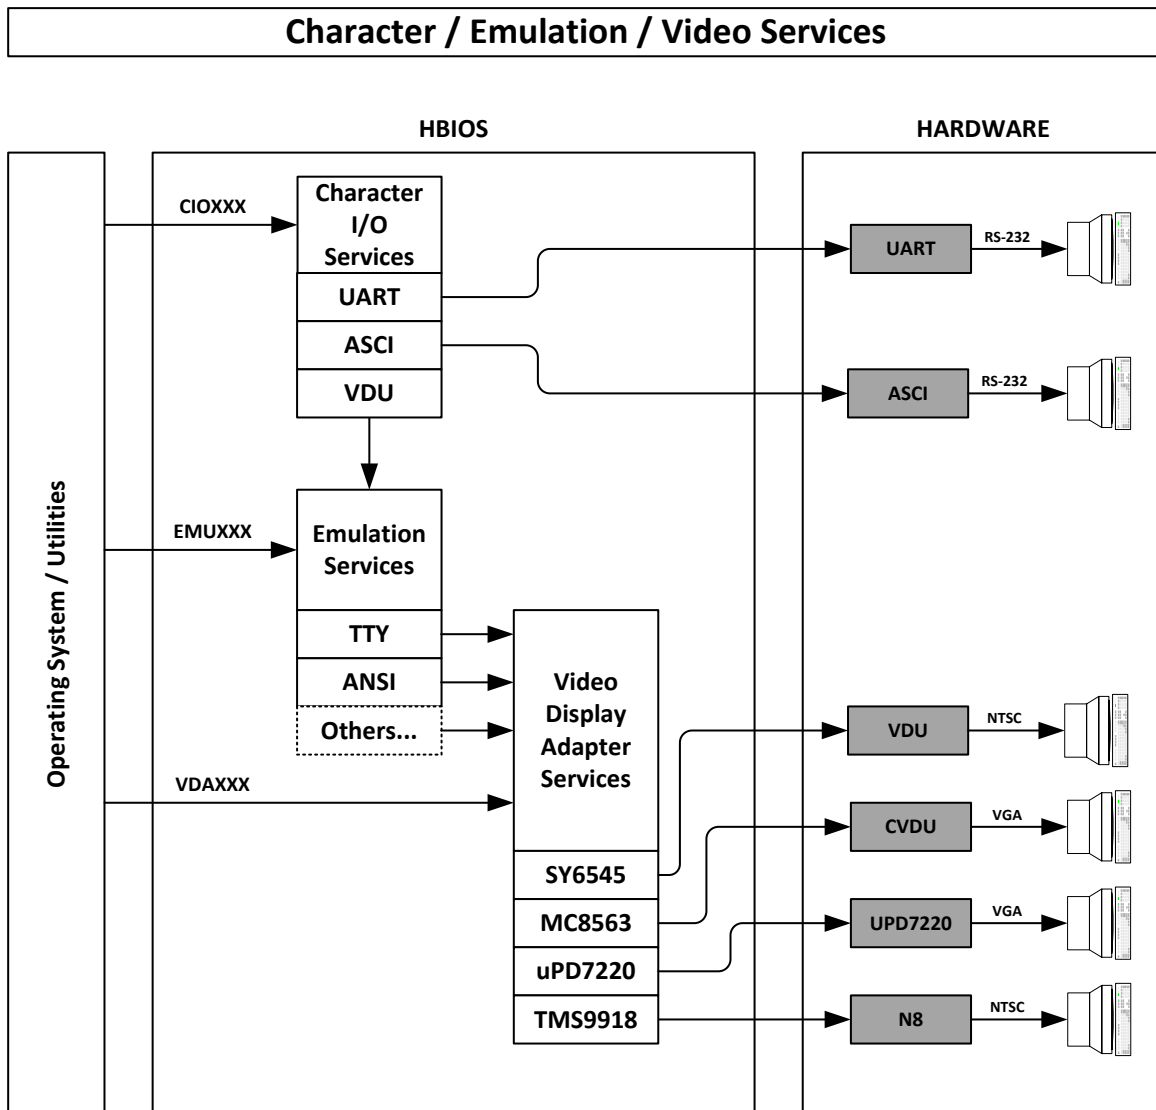 Character / Emulation / Video Services
HBIOS
HARDWARE
Operating System / Utilities
CIOXXX
Character
I/O
Services
UART
ASCI
VDU
UART
RS-232
ASCI
RS-232
EMUXXX
Emulation
Services
TTY
ANSI
Others...
VDAXXX
Video
Display
Adapter
Services
SY6545
MC8563
uPD7220
TMS9918
VDU
NTSC
CVDU
VGA
UPD7220
VGA
N8
NTSC